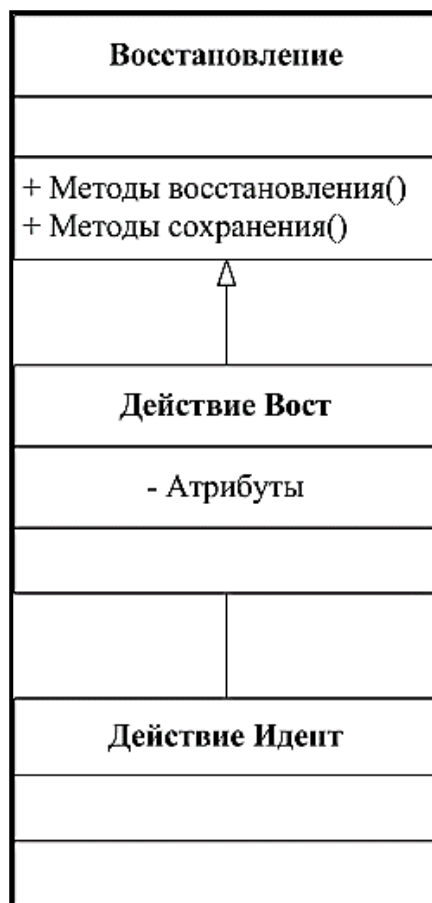 Восстановление
+ Методы восстановления()
+ Методы сохранения()
Действие Вост
- Атрибуты
Действие Идент